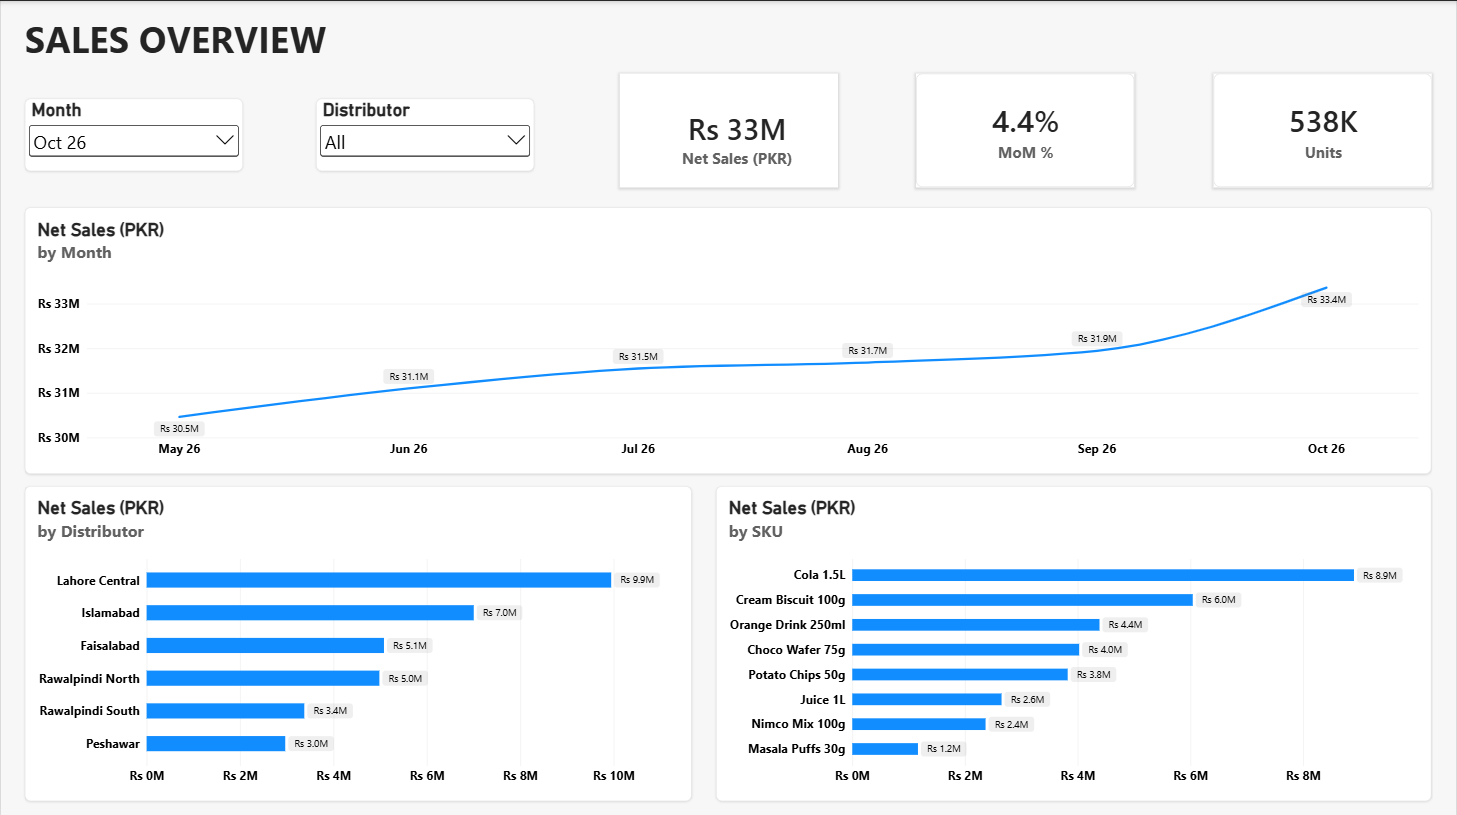 SALES OVERVIEW
Month
Oct 26
Distributor
All
Rs 33M
Net Sales (PKR)
4.4%
MoM %
538K
Units
Net Sales (PKR)
by Month
Rs 33M
Rs 32M
Rs 31M
Rs 30M
Rs 30.5M
Rs 31.1M
Rs 31.5M
Rs 31.7M
Rs 31.9M
Rs 33.4M
May 26
Jun 26
Jul 26
Aug 26
Sep 26
Oct 26
Net Sales (PKR)
by Distributor
Lahore Central Rs 9.9M
Islamabad Rs 7.0M
Faisalabad Rs 5.1M
Rawalpindi North Rs 5.0M
Rawalpindi South Rs 3.4M
Peshawar Rs 3.0M
Rs 0M Rs 2M Rs 4M Rs 6M Rs 8M Rs 10M
Net Sales (PKR)
by SKU
Cola 1.5L Rs 8.9M
Cream Biscuit 100g Rs 6.0M
Orange Drink 250ml Rs 4.4M
Choco Wafer 75g Rs 4.0M
Potato Chips 50g Rs 3.8M
Juice 1L Rs 2.6M
Nimco Mix 100g Rs 2.4M
Masala Puffs 30g Rs 1.2M
Rs 0M Rs 2M Rs 4M Rs 6M Rs 8M